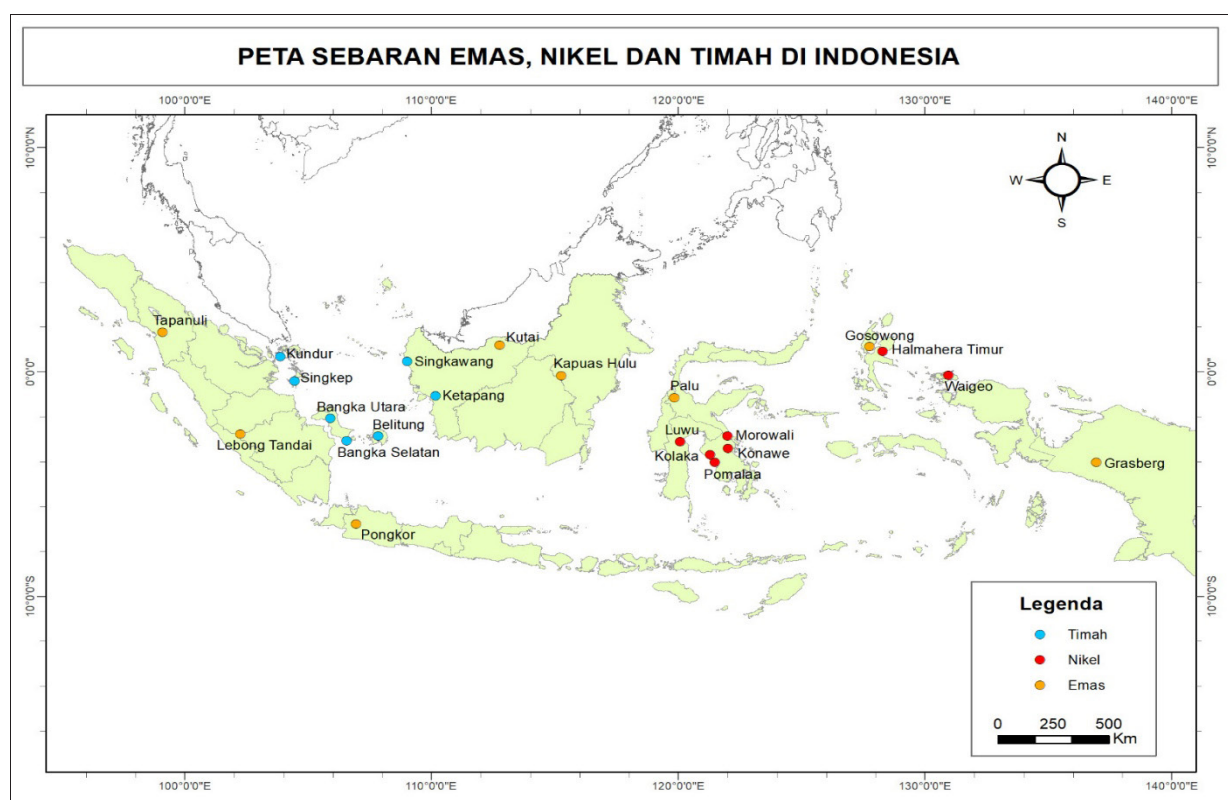 PETA SEBARAN EMAS, NIKEL DAN TIMAH DI INDONESIA
100°0'0"E 110°0'0"E 120°0'0"E 130°0'0"E 140°0'0"E
10°0'0"N 10°0'0"N
N
W E
S
Tapanuli
Kundur
Kutai
Gosowong
Halmahera Timur
Singkawang
Kapuas Hulu
0°0'0" 0°0'0"
Singkep
Ketapang
Palu
Waigeo
Bangka Utara
Belitung
Lebong Tandai
Bangka Selatan
Luwu
Morowali
Kolaka
Konawe
Pomalaa
Grasberg
Pongkor
10°0'0"S 10°0'0"S
Legenda
Timah
Nikel
Emas
0 250 500
Km
100°0'0"E 110°0'0"E 120°0'0"E 130°0'0"E 140°0'0"E